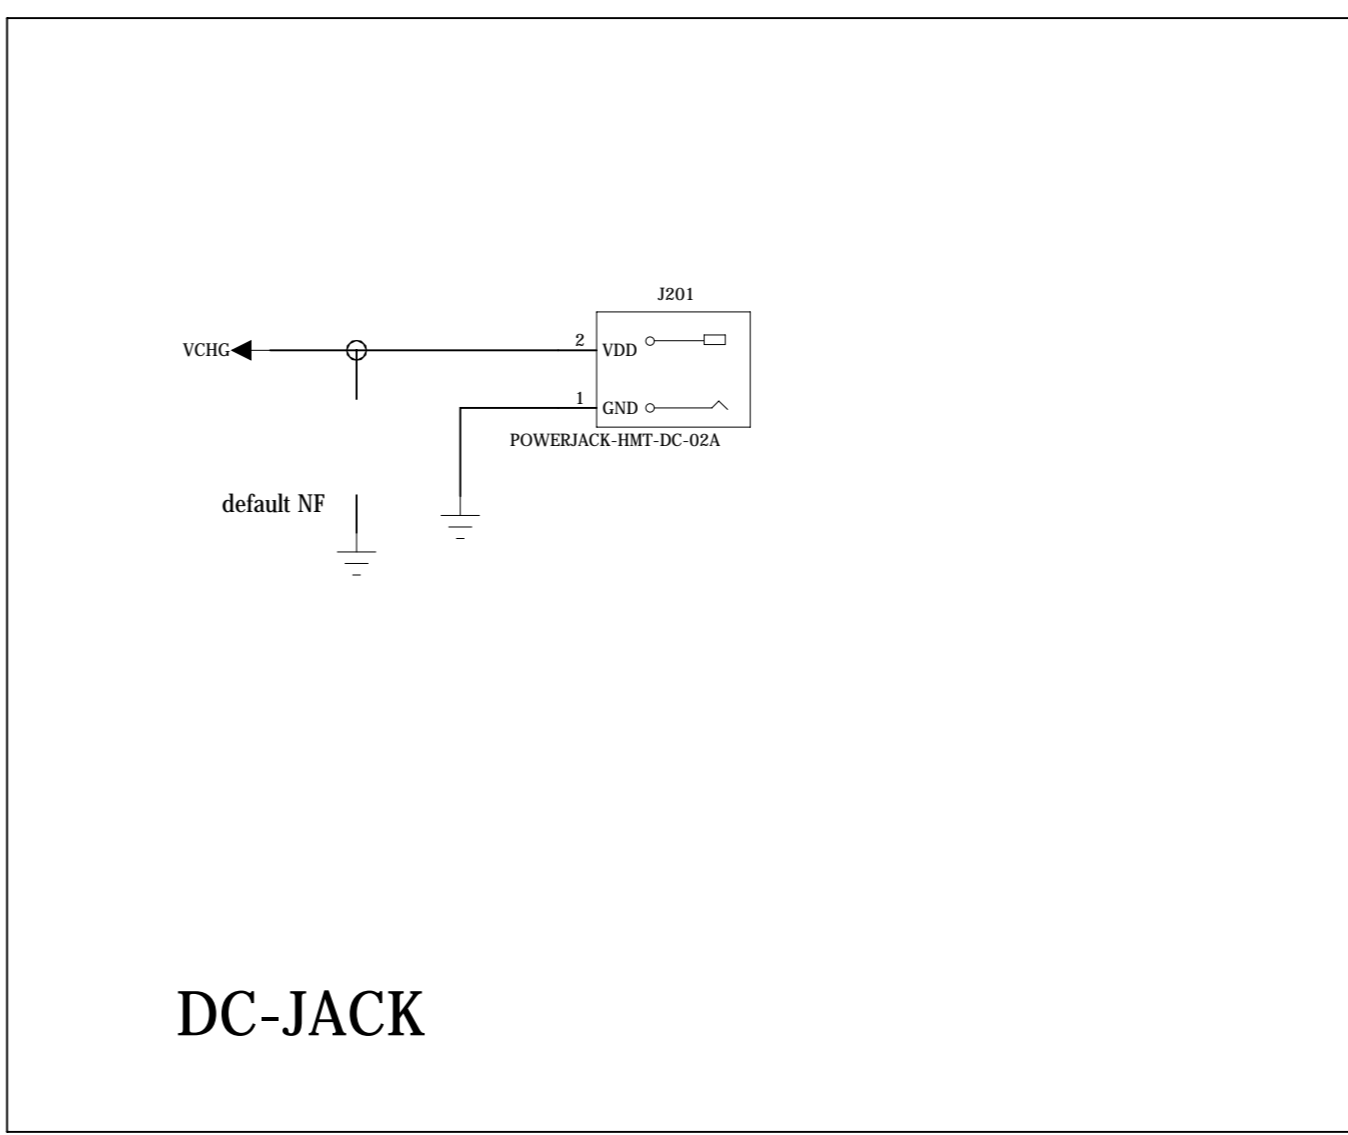 J201
VCHG
2
VDD
1
GND
POWERJACK-HMT-DC-02A
default NF
DC-JACK